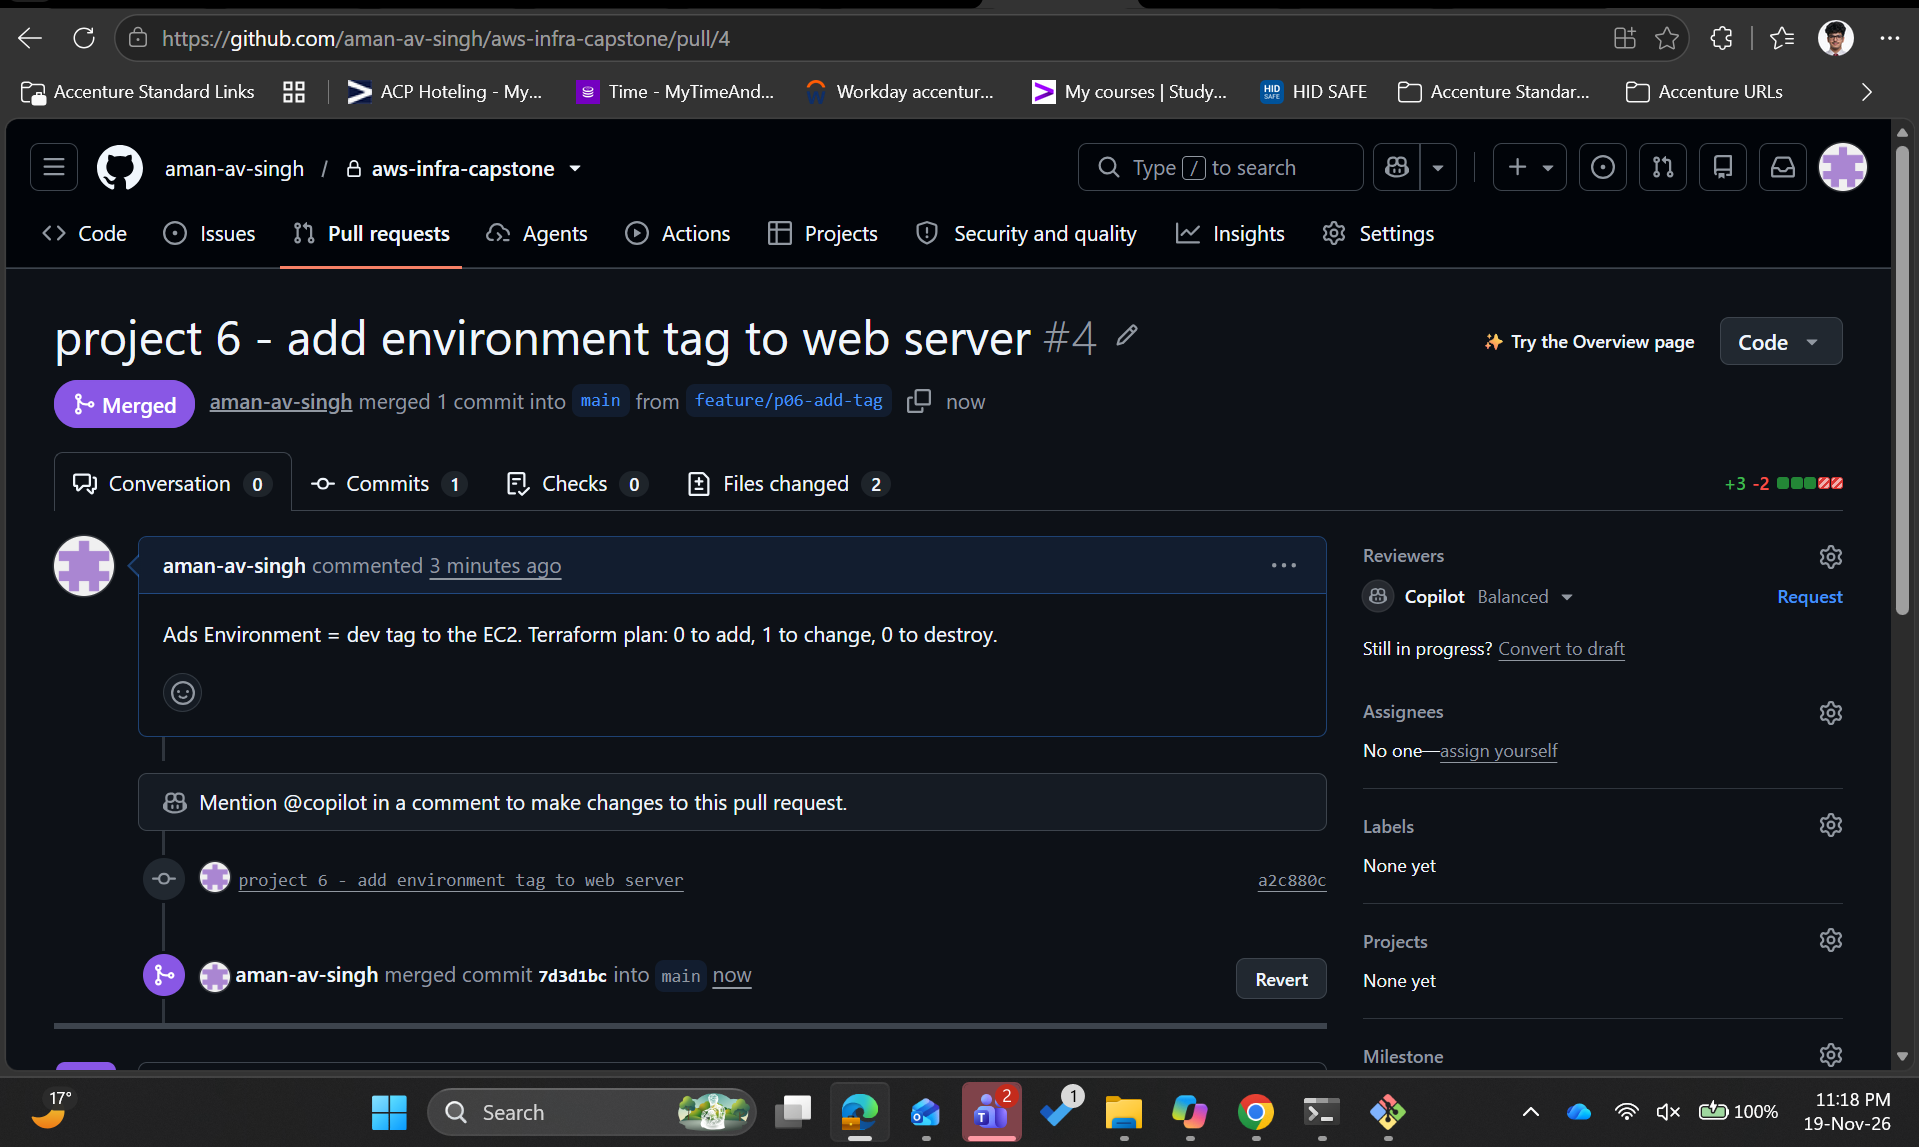 https://github.com/aman-av-singh/aws-infra-capstone/pull/4
Accenture Standard Links
ACP Hoteling - My...
Time - MyTimeAnd...
Workday accentur...
My courses | Study...
HID SAFE
HID SAFE
Accenture Standar...
Accenture URLs
aman-av-singh / aws-infra-capstone
Type / to search
Code
Issues
Pull requests
Agents
Actions
Projects
Security and quality
Insights
Settings
project 6 - add environment tag to web server #4
Try the Overview page
Code
Merged
aman-av-singh merged 1 commit into main from feature/p06-add-tag now
Conversation 0
Commits 1
Checks 0
Files changed 2
+3 -2
aman-av-singh commented 3 minutes ago
Ads Environment = dev tag to the EC2. Terraform plan: 0 to add, 1 to change, 0 to destroy.
Mention @copilot in a comment to make changes to this pull request.
project 6 - add environment tag to web server a2c880c
aman-av-singh merged commit 7d3d1bc into main now
Revert
Reviewers
Copilot Balanced Request
Still in progress? Convert to draft
Assignees
No one—assign yourself
Labels
None yet
Projects
None yet
Milestone
17°
Search
2
1
100%
11:18 PM
19-Nov-26